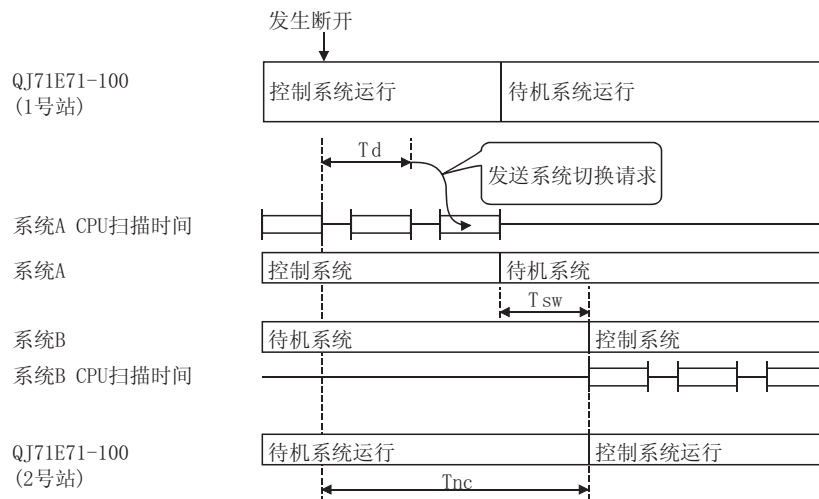 发生断开
QJ71E71-100
(1号站)
控制系统运行
待机系统运行
Td
发送系统切换请求
系统A CPU扫描时间
系统A
控制系统
待机系统
Tsw
系统B
待机系统
控制系统
系统B CPU扫描时间
QJ71E71-100
(2号站)
待机系统运行
控制系统运行
Tnc